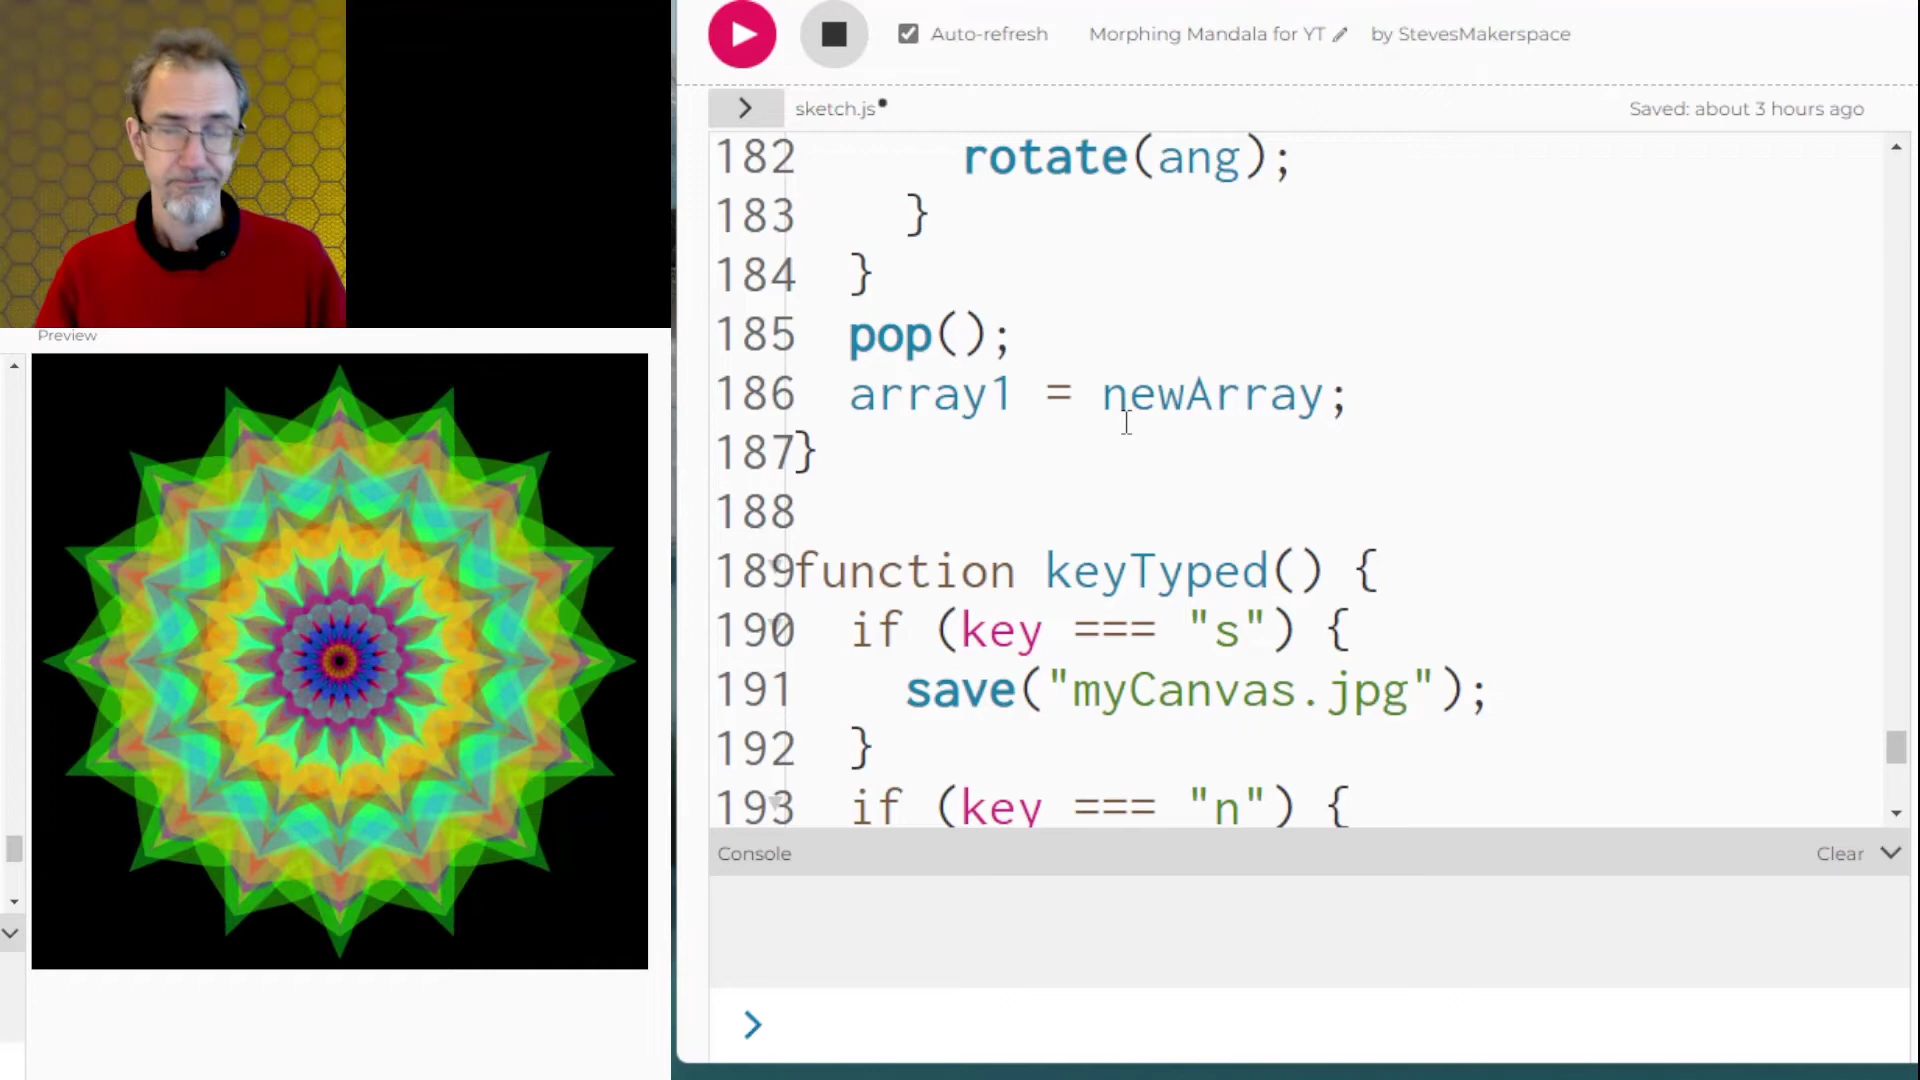 Auto-refresh
Morphing Mandala for YT
by StevesMakerspace
sketch.js
Saved: about 3 hours ago
Preview
182 rotate(ang);
183 }
184 }
185 pop();
186 array1 = newArray;
187 }
188
189 function keyTyped() {
190 if (key === "s") {
191 save("myCanvas.jpg");
192 }
193 if (key === "n") {
Console
Clear